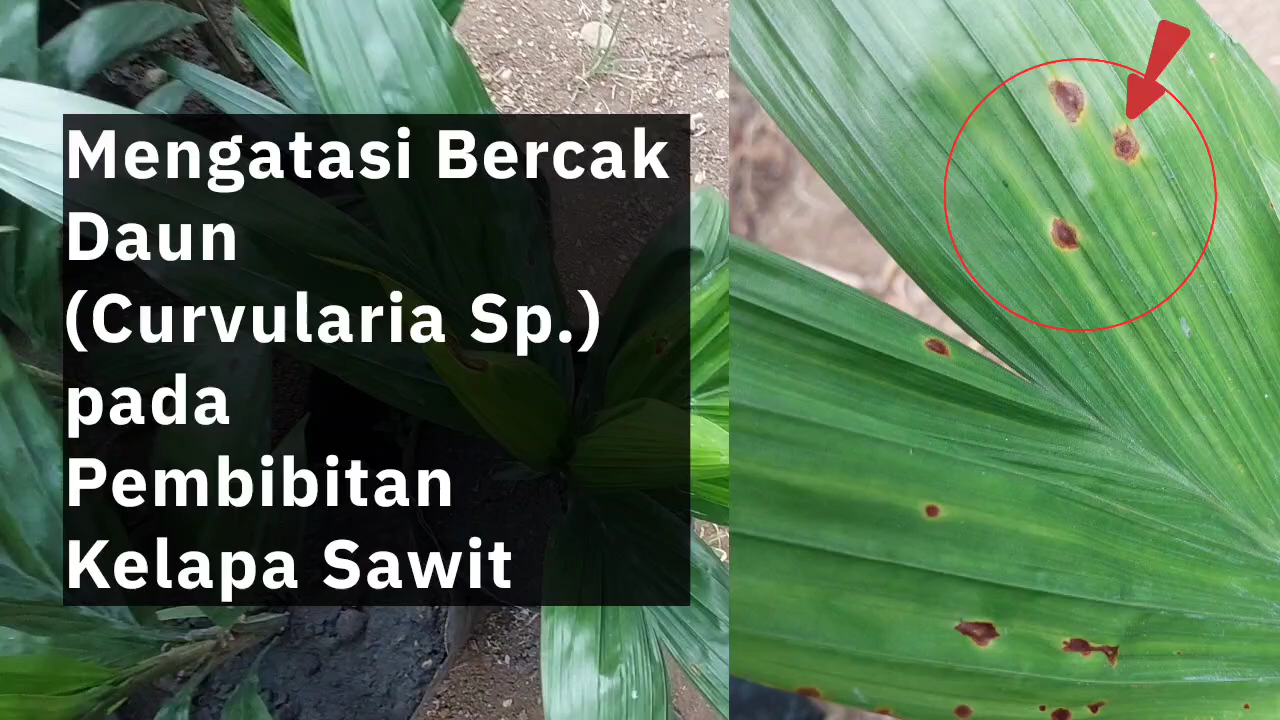 Mengatasi Bercak
Daun
(Curvularia Sp.)
pada
Pembibitan
Kelapa Sawit